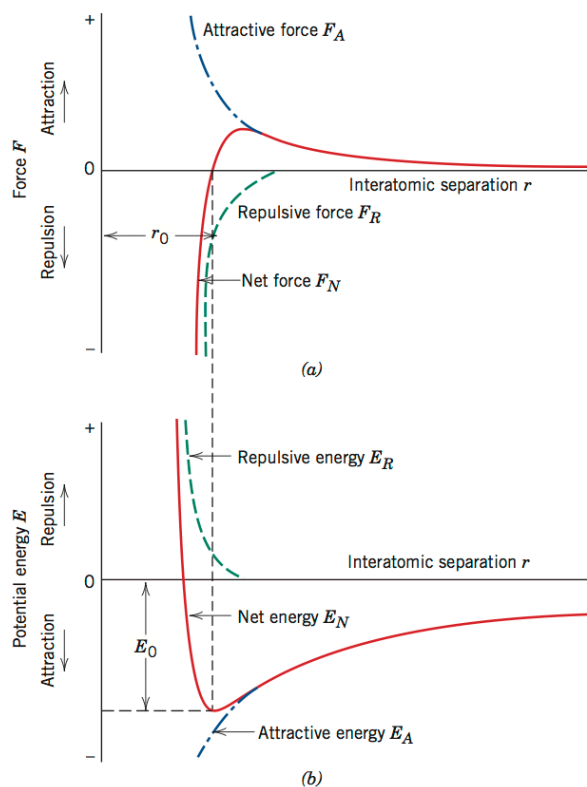 +
Attractive force F_A
Attraction
Force F
0
Interatomic separation r
Repulsion
Repulsive force F_R
r_0
Net force F_N
–
(a)
+
Repulsive energy E_R
Repulsion
Potential energy E
Interatomic separation r
0
Attraction
Net energy E_N
E_0
Attractive energy E_A
–
(b)